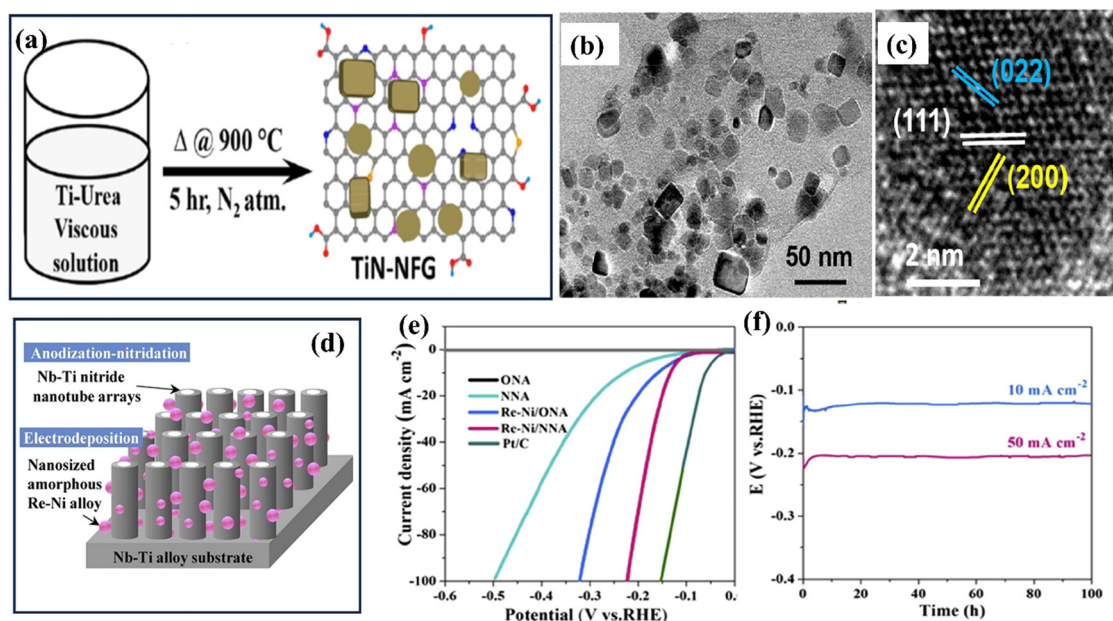 (a)
Ti-Urea
Viscous
solution
Δ @ 900 °C
5 hr, N₂ atm.
TiN-NFG
(b)
50 nm
(c)
(022)
(111)
(200)
2 nm
(d)
Anodization-nitridation
Nb-Ti nitride
nanotube arrays
Electrodeposition
Nanosized
amorphous
Re-Ni alloy
Nb-Ti alloy substrate
(e)
Current density (mA cm⁻²)
0
-20
-40
-60
-80
-100
ONA
NNA
Re-Ni/ONA
Re-Ni/NNA
Pt/C
-0.6
-0.5
-0.4
-0.3
-0.2
-0.1
0.0
Potential (V vs.RHE)
(f)
E (V vs.RHE)
0.0
-0.1
-0.2
-0.3
-0.4
10 mA cm⁻²
50 mA cm⁻²
0
20
40
60
80
100
Time (h)